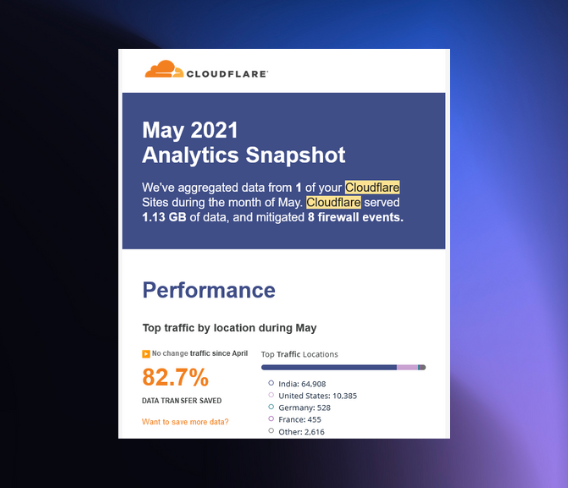 CLOUDFLARE
May 2021
Analytics Snapshot
We've aggregated data from 1 of your Cloudflare
Sites during the month of May. Cloudflare served
1.13 GB of data, and mitigated 8 firewall events.
Performance
Top traffic by location during May
No change traffic since April
82.7%
DATA TRANSFER SAVED
Want to save more data?
Top Traffic Locations
India: 64,908
United States: 10,385
Germany: 528
France: 455
Other: 2,616